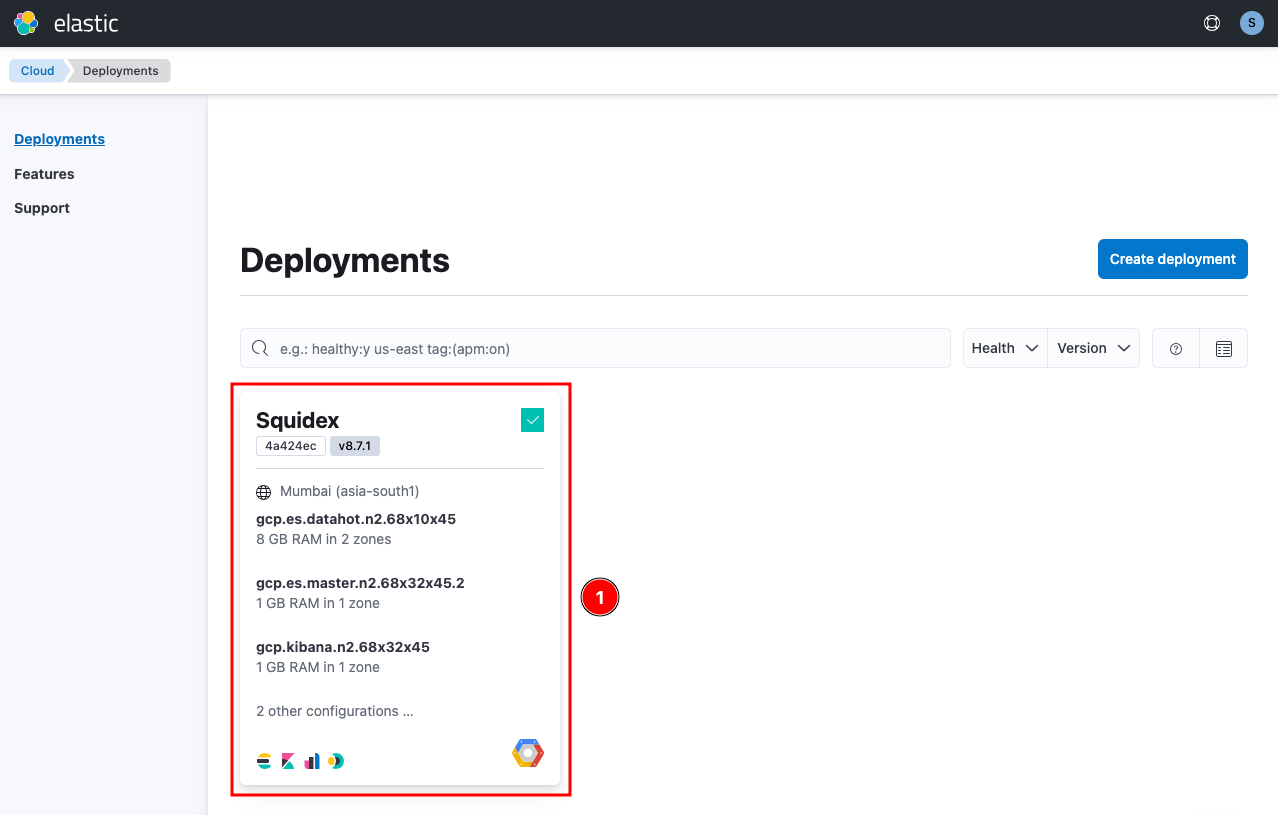 elastic
S
Cloud
Deployments
Deployments
Features
Support
Deployments
Create deployment
e.g.: healthy:y us-east tag:(apm:on)
Health
Version
Squidex
4a424ec
v8.7.1
Mumbai (asia-south1)
gcp.es.datahot.n2.68x10x45
8 GB RAM in 2 zones
gcp.es.master.n2.68x32x45.2
1 GB RAM in 1 zone
gcp.kibana.n2.68x32x45
1 GB RAM in 1 zone
2 other configurations ...
1